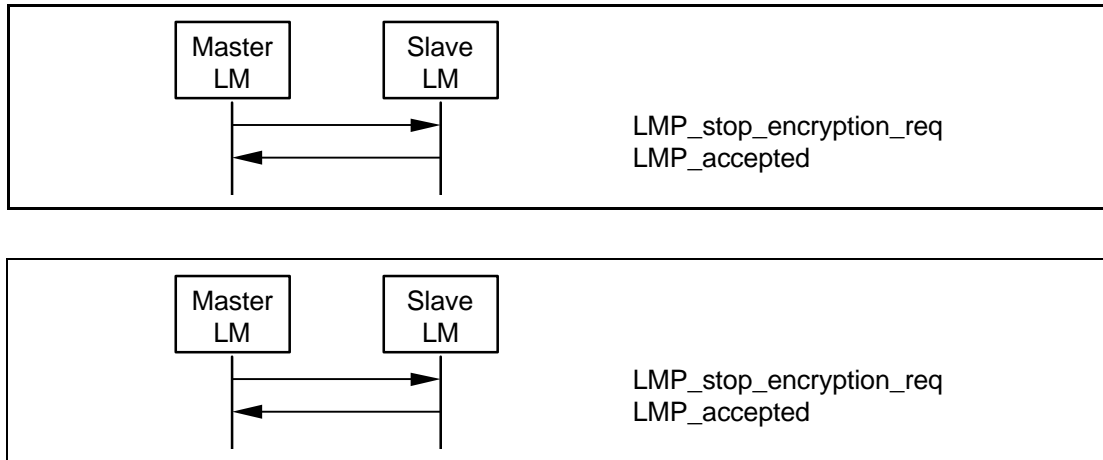 Master
LM
Slave
LM
LMP_stop_encryption_req
LMP_accepted
Master
LM
Slave
LM
LMP_stop_encryption_req
LMP_accepted